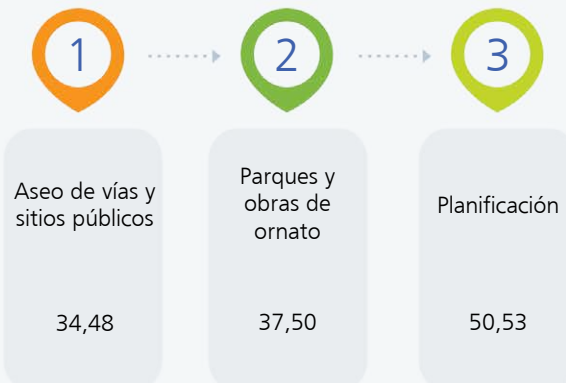 1
2
3
Aseo de vías y
sitios públicos
34,48
Parques y
obras de
ornato
37,50
Planificación
50,53